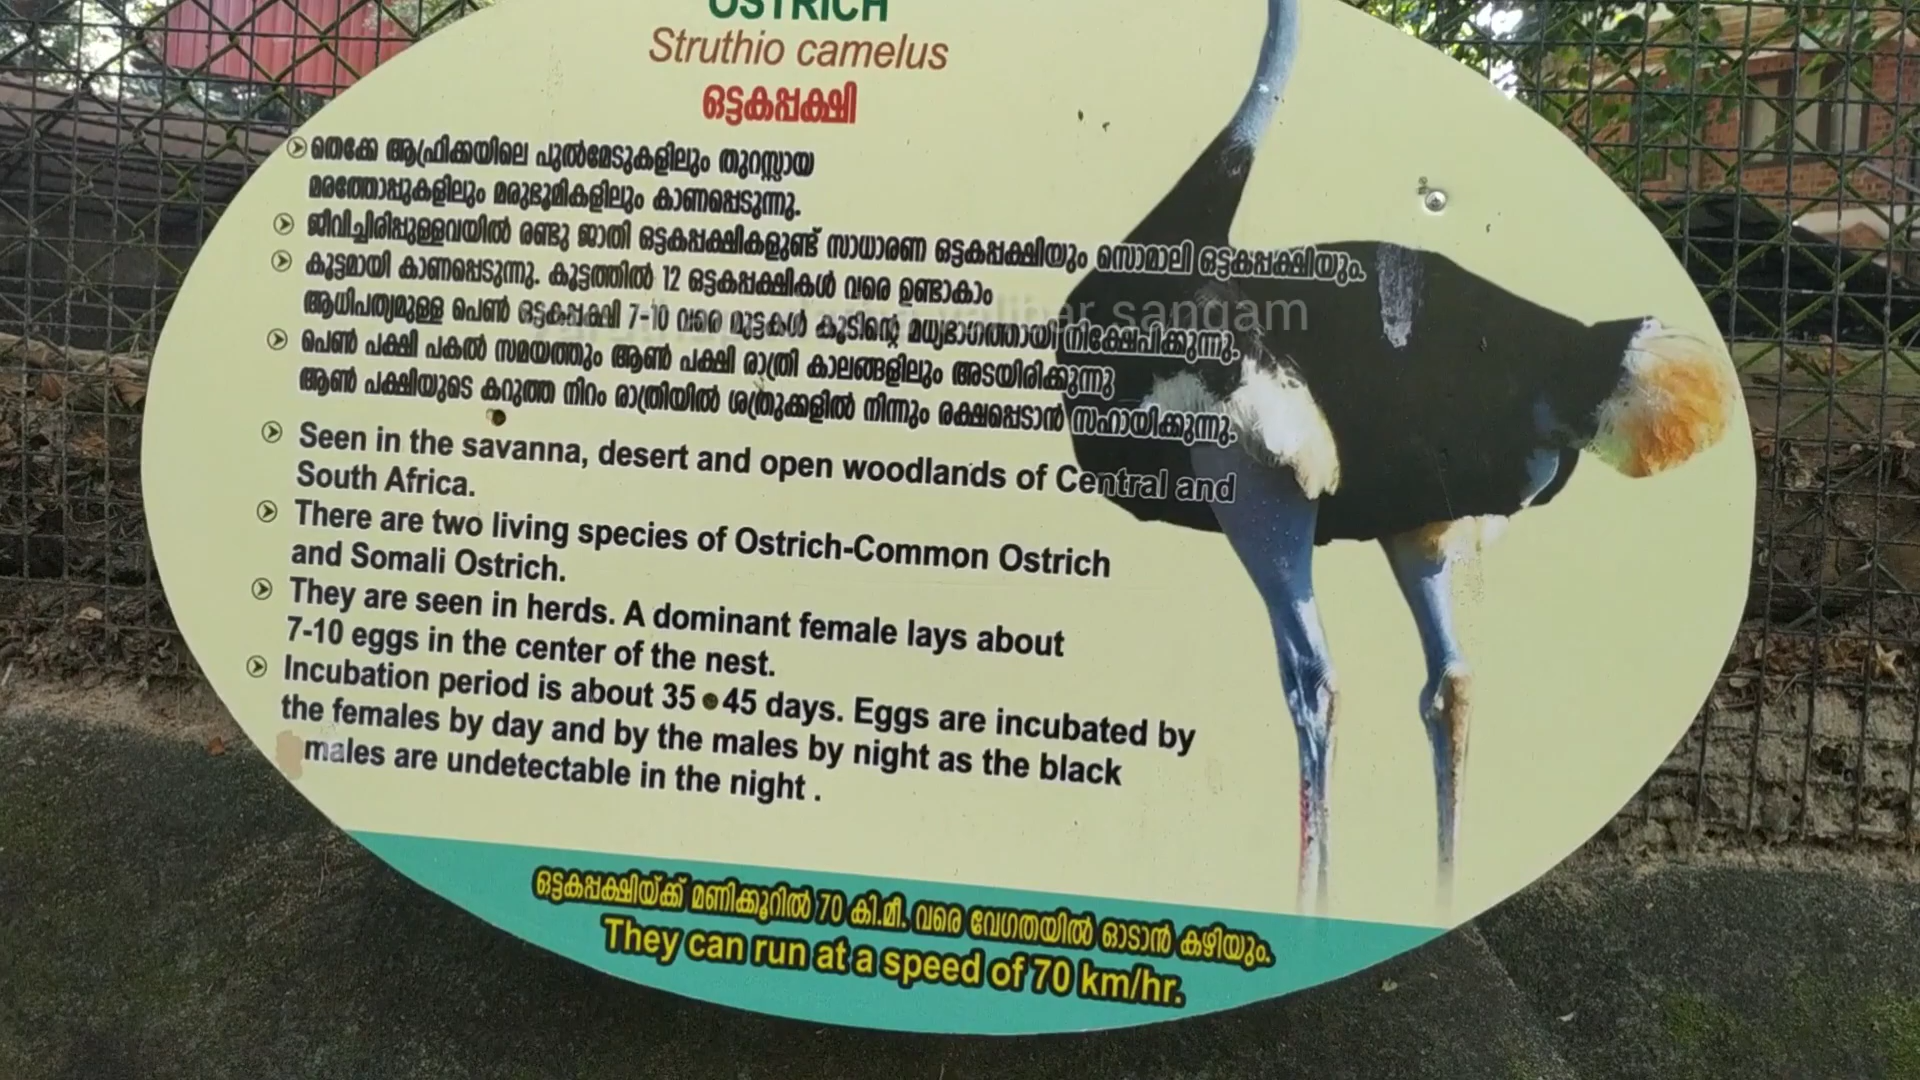 OSTRICH
Struthio camelus
ഒട്ടകപ്പക്ഷി
തെക്കേ ആഫ്രിക്കയിലെ പുൽമേടുകളിലും തുറസ്സായ
മരത്തോപ്പുകളിലും മരുഭൂമികളിലും കാണപ്പെടുന്നു.
ജീവിച്ചിരിപ്പുള്ളവയിൽ രണ്ടു ജാതി ഒട്ടകപ്പക്ഷികളുണ്ട് സാധാരണ ഒട്ടകപ്പക്ഷിയും സൊമാലി ഒട്ടകപ്പക്ഷിയും.
കൂട്ടമായി കാണപ്പെടുന്നു. കൂട്ടത്തിൽ 12 ഒട്ടകപ്പക്ഷികൾ വരെ ഉണ്ടാകാം
ആധിപത്യമുള്ള പെൺ ഒട്ടകപ്പക്ഷി 7-10 വരെ മുട്ടകൾ കൂടിന്റെ മധ്യഭാഗത്തായി നിക്ഷേപിക്കുന്നു.
valibar sangam
പെൺ പക്ഷി പകൽ സമയത്തും ആൺ പക്ഷി രാത്രി കാലങ്ങളിലും അടയിരിക്കുന്നു
ആൺ പക്ഷിയുടെ കറുത്ത നിറം രാത്രിയിൽ ശത്രുക്കളിൽ നിന്നും രക്ഷപ്പെടാൻ സഹായിക്കുന്നു.
Seen in the savanna, desert and open woodlands of Central and
South Africa.
There are two living species of Ostrich-Common Ostrich
and Somali Ostrich.
They are seen in herds. A dominant female lays about
7-10 eggs in the center of the nest.
Incubation period is about 35 45 days. Eggs are incubated by
the females by day and by the males by night as the black
males are undetectable in the night .
ഒട്ടകപ്പക്ഷിയ്ക്ക് മണിക്കൂറിൽ 70 കി.മീ. വരെ വേഗതയിൽ ഓടാൻ കഴിയും.
They can run at a speed of 70 km/hr.